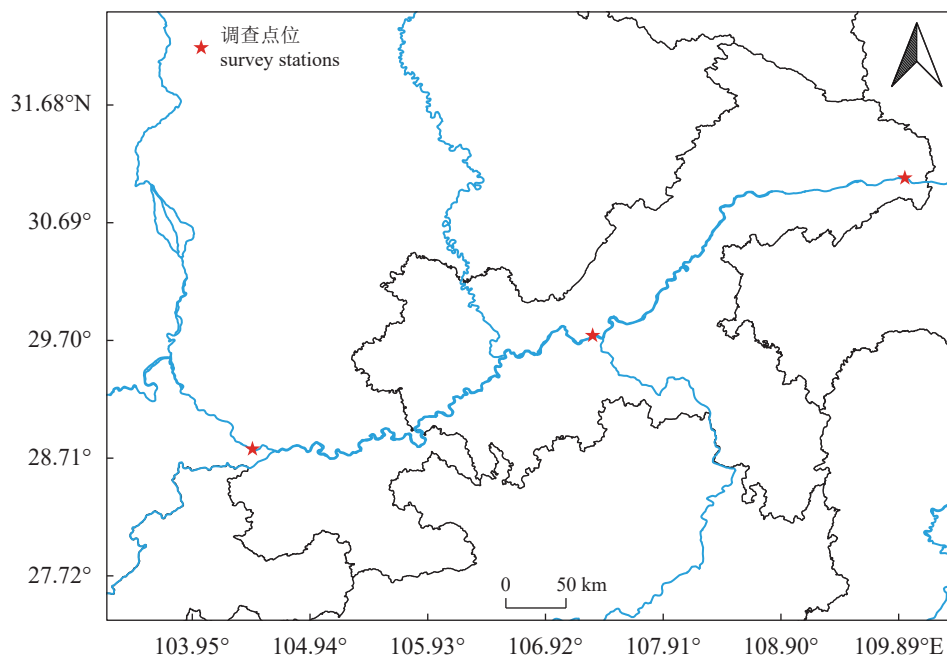 调查点位
survey stations
31.68°N
30.69°
29.70°
28.71°
27.72°
0 50 km
103.95 104.94° 105.93° 106.92° 107.91° 108.90° 109.89°E